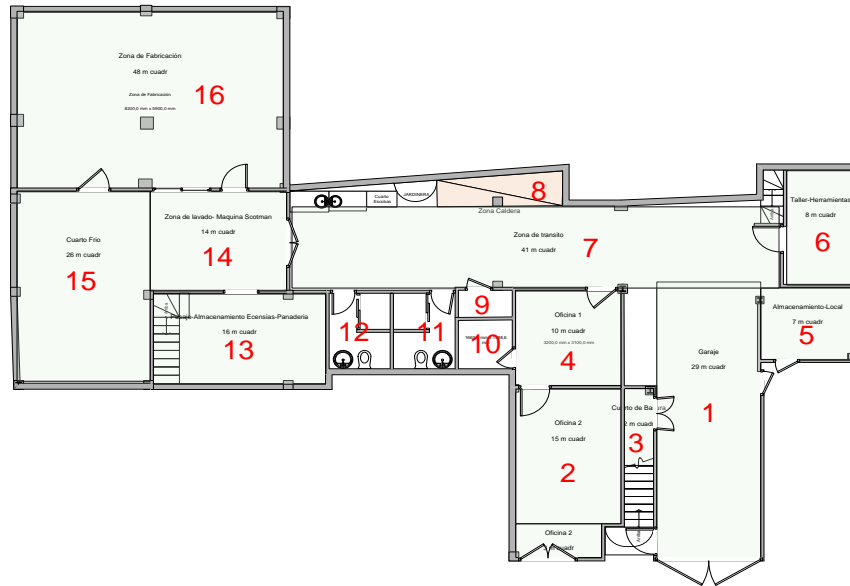 Zona de Fabricación
48 m cuadr
Zona de Fabricación
16
Cuarto Frio
26 m cuadr
15
Zona de lavado- Maquina Scotman
14 m cuadr
14
-Almacenamiento Ecensias-Panaderia
16 m cuadr
13
12
11
Cuarto
Escobas
JARDINERA
8
Zona Caldera
Zona de transito
41 m cuadr
7
9
10
Oficina 1
10 m cuadr
4
Oficina 2
15 m cuadr
2
Oficina 2
m cuadr
3
Garaje
29 m cuadr
1
Taller-Herramientas
8 m cuadr
6
Almacenamiento-Local
7 m cuadr
5